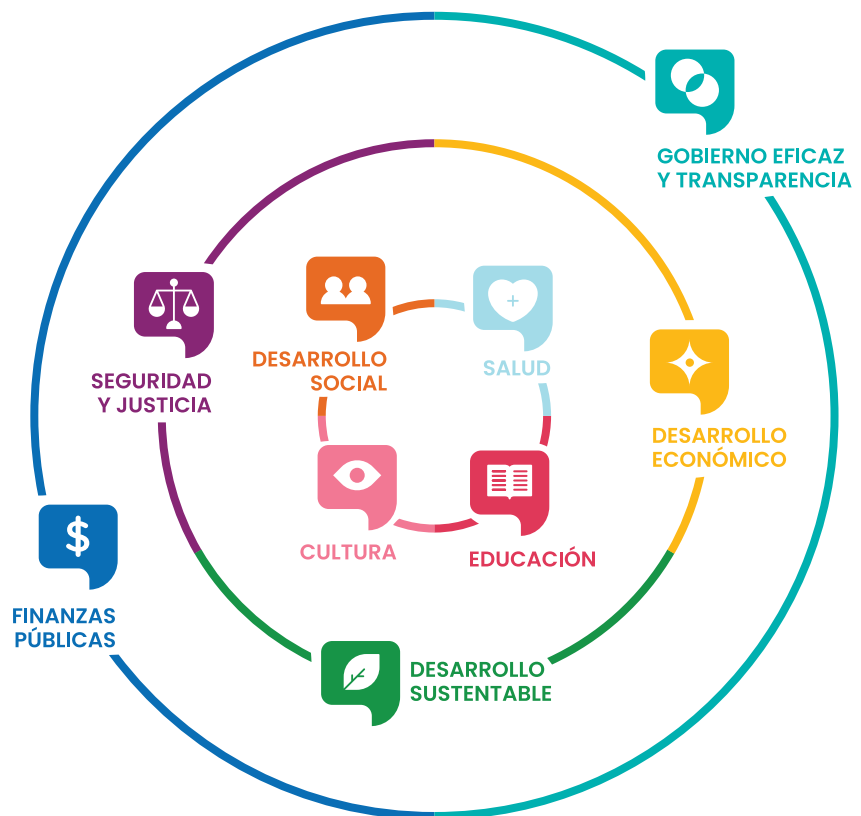 GOBIERNO EFICAZ
Y TRANSPARENCIA
DESARROLLO
SOCIAL
SALUD
SEGURIDAD
Y JUSTICIA
DESARROLLO
ECONÓMICO
CULTURA
EDUCACIÓN
$
FINANZAS
PÚBLICAS
DESARROLLO
SUSTENTABLE